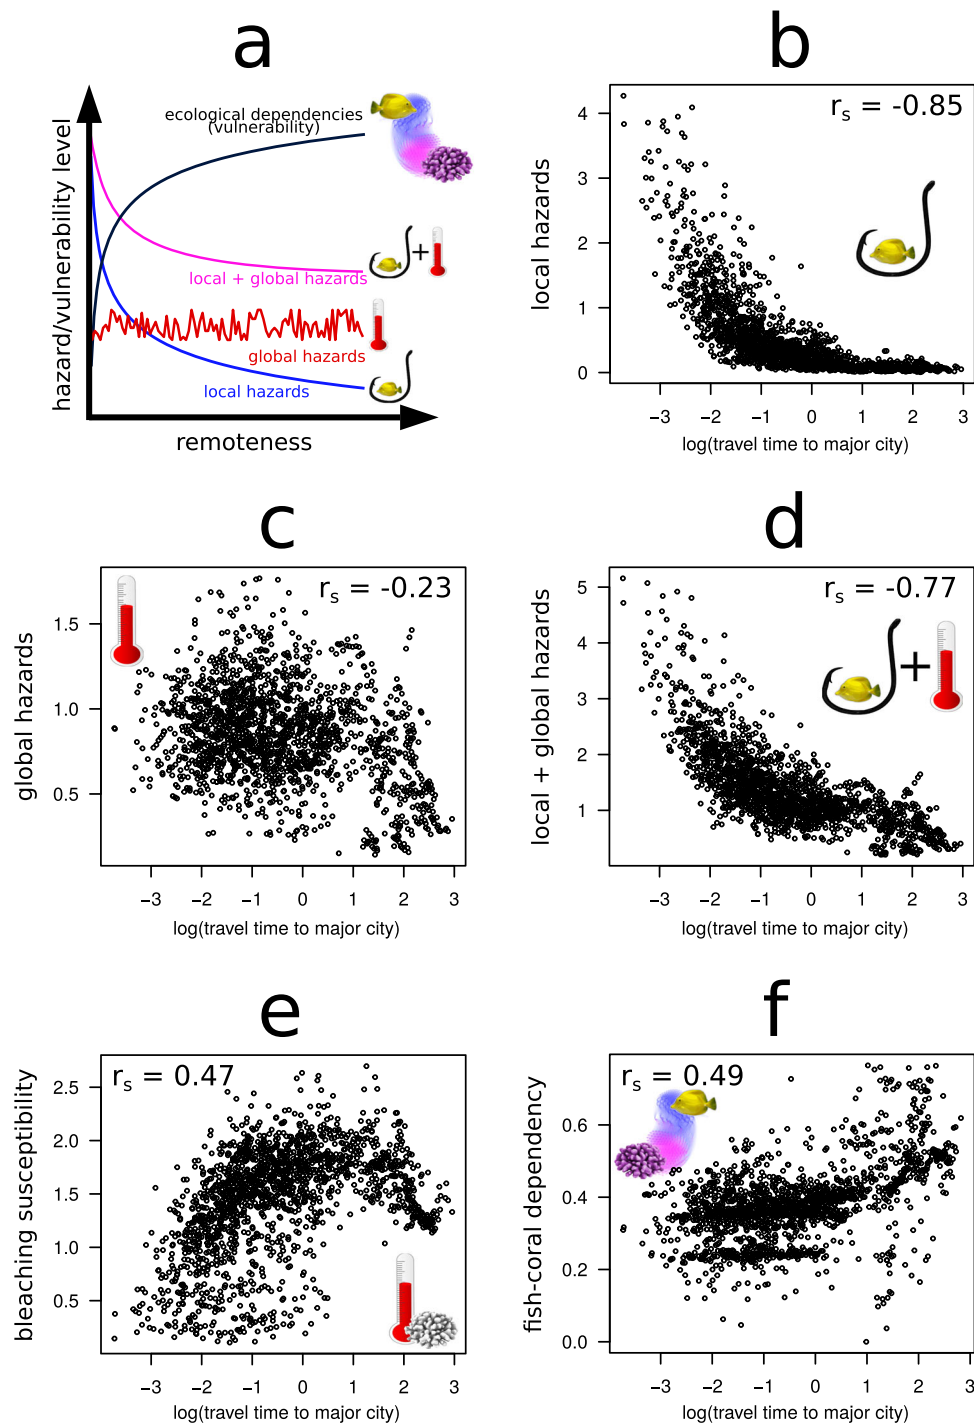 a
hazard/vulnerability level
ecological dependencies
(vulnerability)
+
local + global hazards
global hazards
local hazards
remoteness
b
local hazards
rs = -0.85
4
3
2
1
0
−3 −2 −1 0 1 2 3
log(travel time to major city)
c
global hazards
rs = -0.23
1.5
1.0
0.5
−3 −2 −1 0 1 2 3
log(travel time to major city)
d
local + global hazards
rs = -0.77
+
5
4
3
2
1
−3 −2 −1 0 1 2 3
log(travel time to major city)
e
bleaching susceptibility
rs = 0.47
2.5
2.0
1.5
1.0
0.5
−3 −2 −1 0 1 2 3
log(travel time to major city)
f
fish-coral dependency
rs = 0.49
0.6
0.4
0.2
0.0
−3 −2 −1 0 1 2 3
log(travel time to major city)